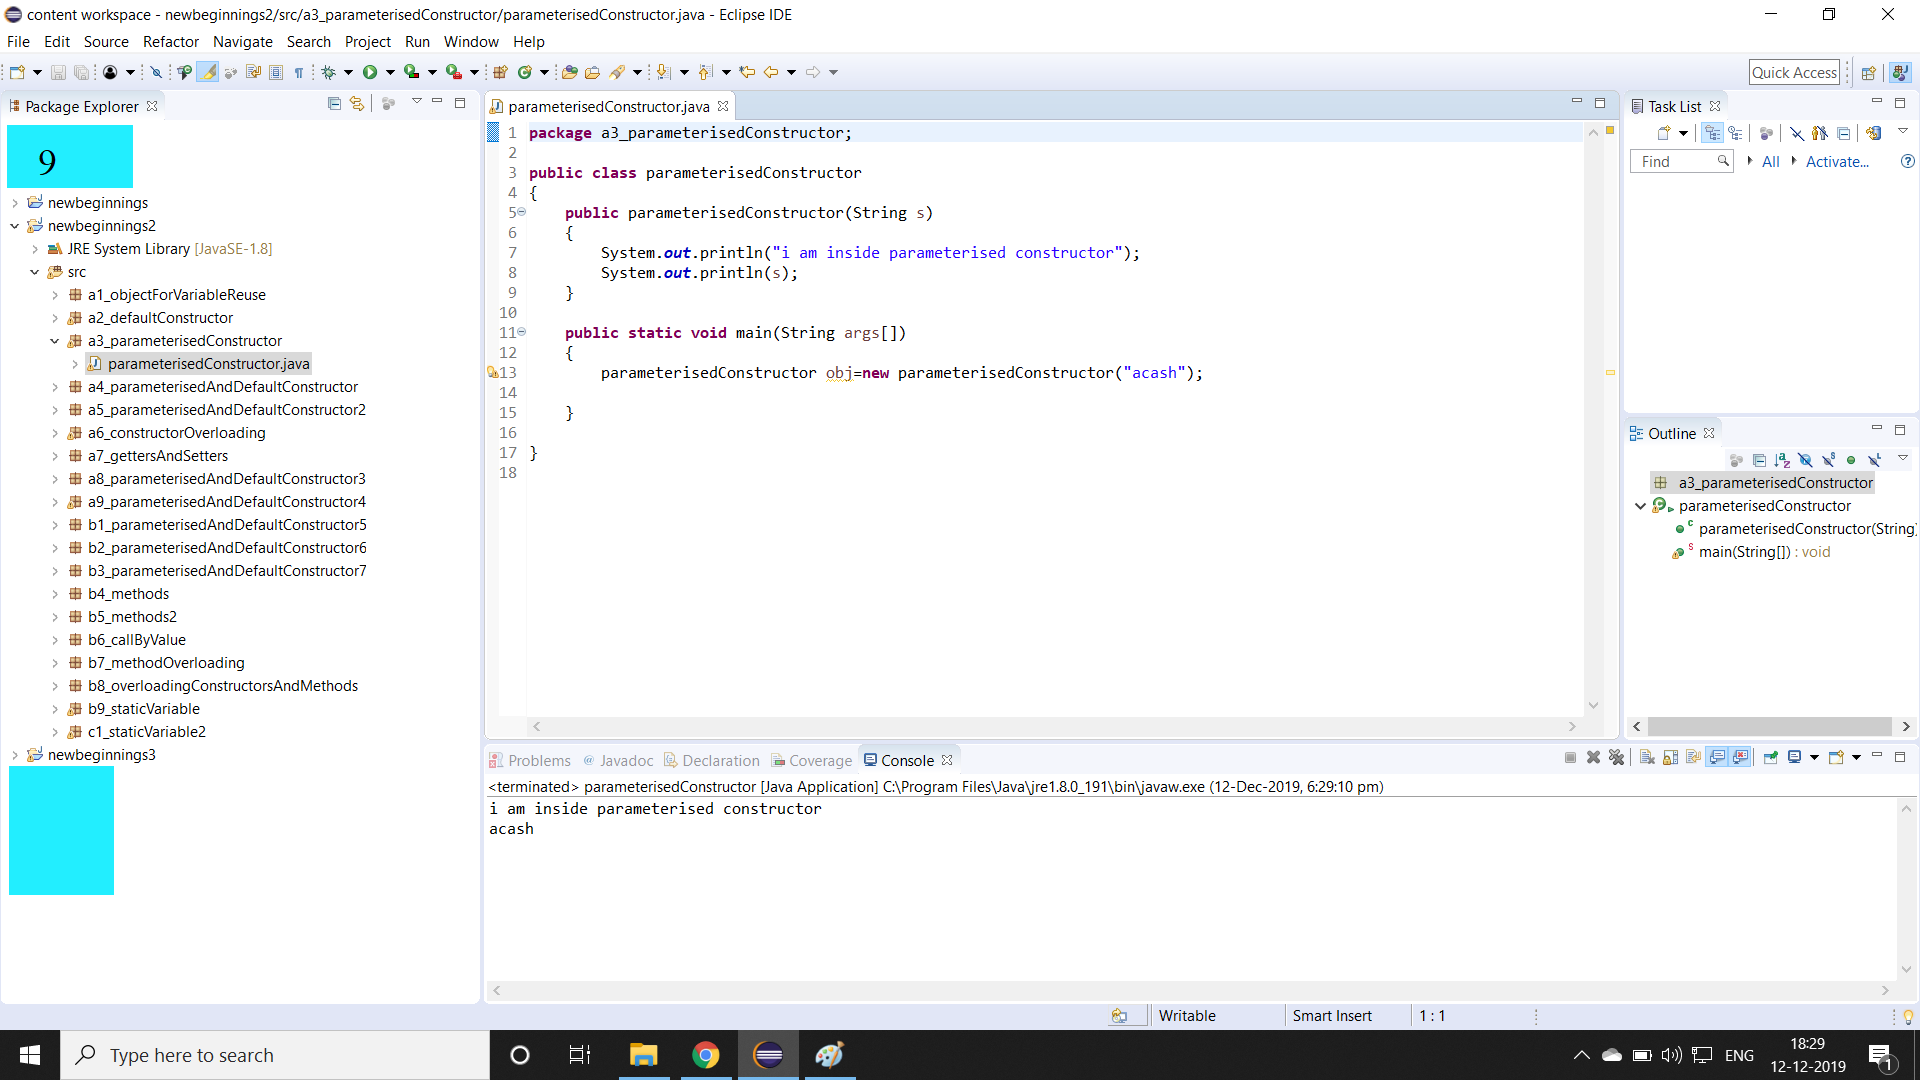 content workspace - newbeginnings2/src/a3_parameterisedConstructor/parameterisedConstructor.java - Eclipse IDE
File Edit Source Refactor Navigate Search Project Run Window Help
Quick Access
Package Explorer
9
newbeginnings
newbeginnings2
JRE System Library [JavaSE-1.8]
src
a1_objectForVariableReuse
a2_defaultConstructor
a3_parameterisedConstructor
parameterisedConstructor.java
a4_parameterisedAndDefaultConstructor
a5_parameterisedAndDefaultConstructor2
a6_constructorOverloading
a7_gettersAndSetters
a8_parameterisedAndDefaultConstructor3
a9_parameterisedAndDefaultConstructor4
b1_parameterisedAndDefaultConstructor5
b2_parameterisedAndDefaultConstructor6
b3_parameterisedAndDefaultConstructor7
b4_methods
b5_methods2
b6_callByValue
b7_methodOverloading
b8_overloadingConstructorsAndMethods
b9_staticVariable
c1_staticVariable2
newbeginnings3
parameterisedConstructor.java
1 package a3_parameterisedConstructor;
2
3 public class parameterisedConstructor
4 {
5 public parameterisedConstructor(String s)
6 {
7 System.out.println("i am inside parameterised constructor");
8 System.out.println(s);
9 }
10
11 public static void main(String args[])
12 {
13 parameterisedConstructor obj=new parameterisedConstructor("acash");
14
15 }
16
17 }
18
Task List
Find All Activate...
Outline
a3_parameterisedConstructor
parameterisedConstructor
parameterisedConstructor(String)
main(String[]) : void
Problems @ Javadoc Declaration Coverage Console
<terminated> parameterisedConstructor [Java Application] C:\Program Files\Java\jre1.8.0_191\bin\javaw.exe (12-Dec-2019, 6:29:10 pm)
i am inside parameterised constructor
acash
Writable Smart Insert 1 : 1
Type here to search
ENG
18:29
12-12-2019
1